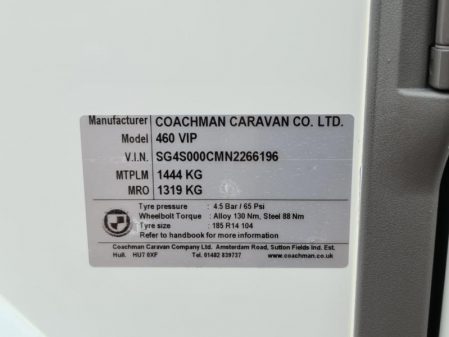 Manufacturer COACHMAN CARAVAN CO. LTD.
Model 460 VIP
V.I.N. SG4S000CMN2266196
MTPLM 1444 KG
MRO 1319 KG
Tyre pressure : 4.5 Bar / 65 Psi
Wheelbolt Torque : Alloy 130 Nm, Steel 88 Nm
Tyre size : 185 R14 104
Refer to handbook for more information
Coachman Caravan Company Ltd. Amsterdam Road, Sutton Fields Ind. Est.
Hull. HU7 0XF Tel. 01482 839737 www.coachman.co.uk